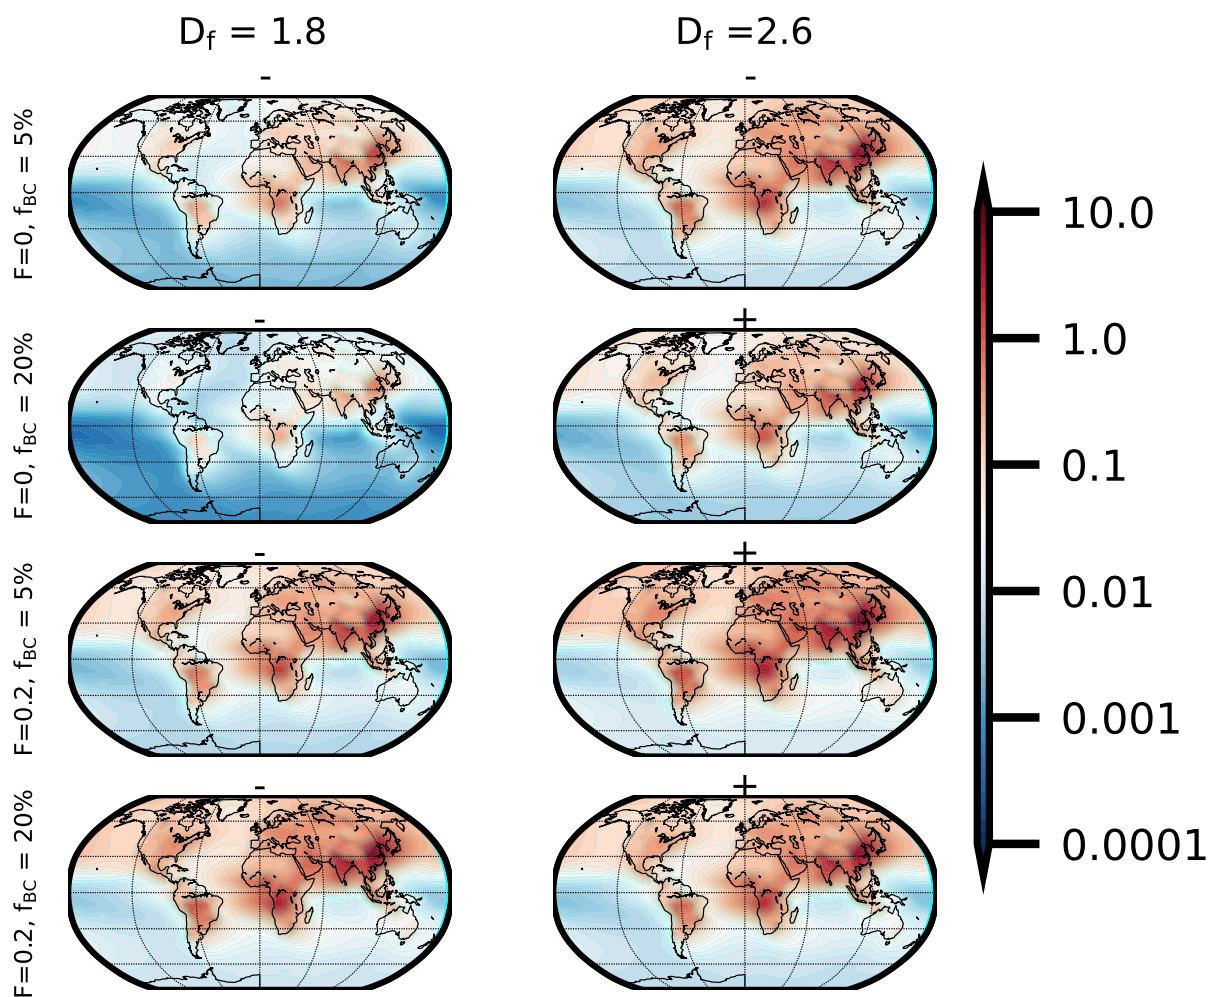 D_f = 1.8 D_f =2.6
- -
F=0, f_BC = 5%
- +
F=0, f_BC = 20%
- +
F=0.2, f_BC = 5%
- +
F=0.2, f_BC = 20%
10.0
1.0
0.1
0.01
0.001
0.0001